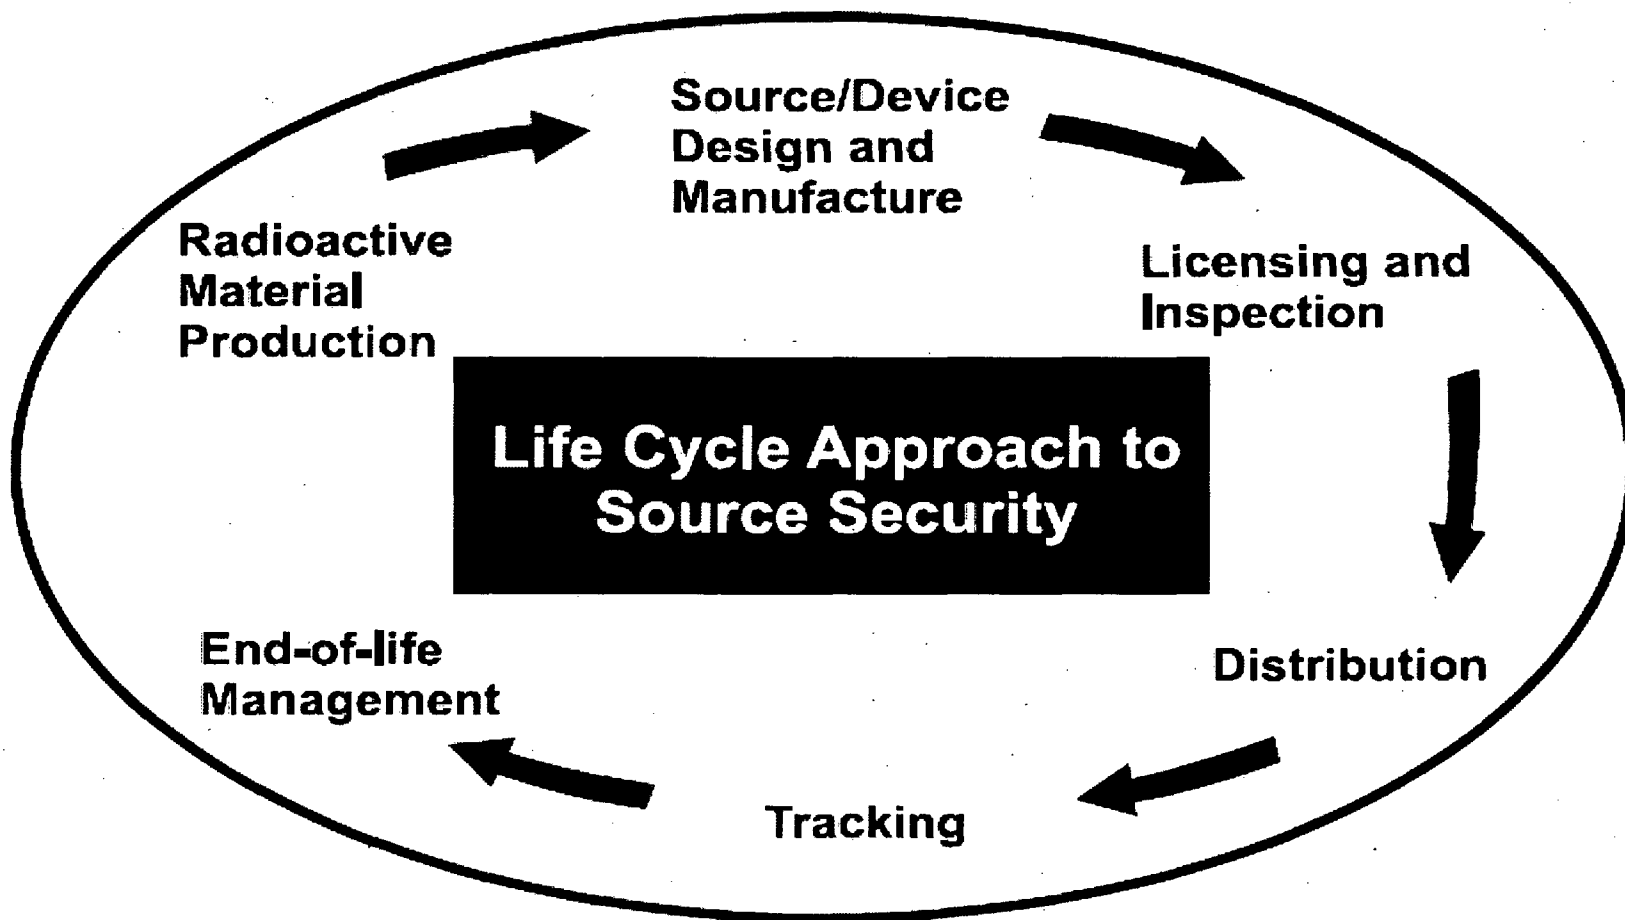 Source/Device
Design and
Manufacture
Radioactive
Material
Production
Licensing and
Inspection
Life Cycle Approach to
Source Security
End-of-life
Management
Distribution
Tracking